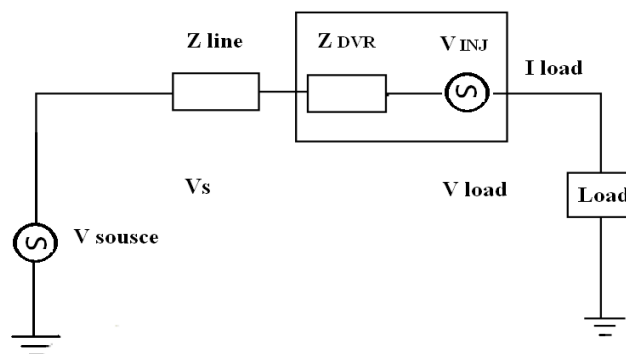 Z line
Z DVR
V INJ
I load
Vs
V load
Load
V sousce